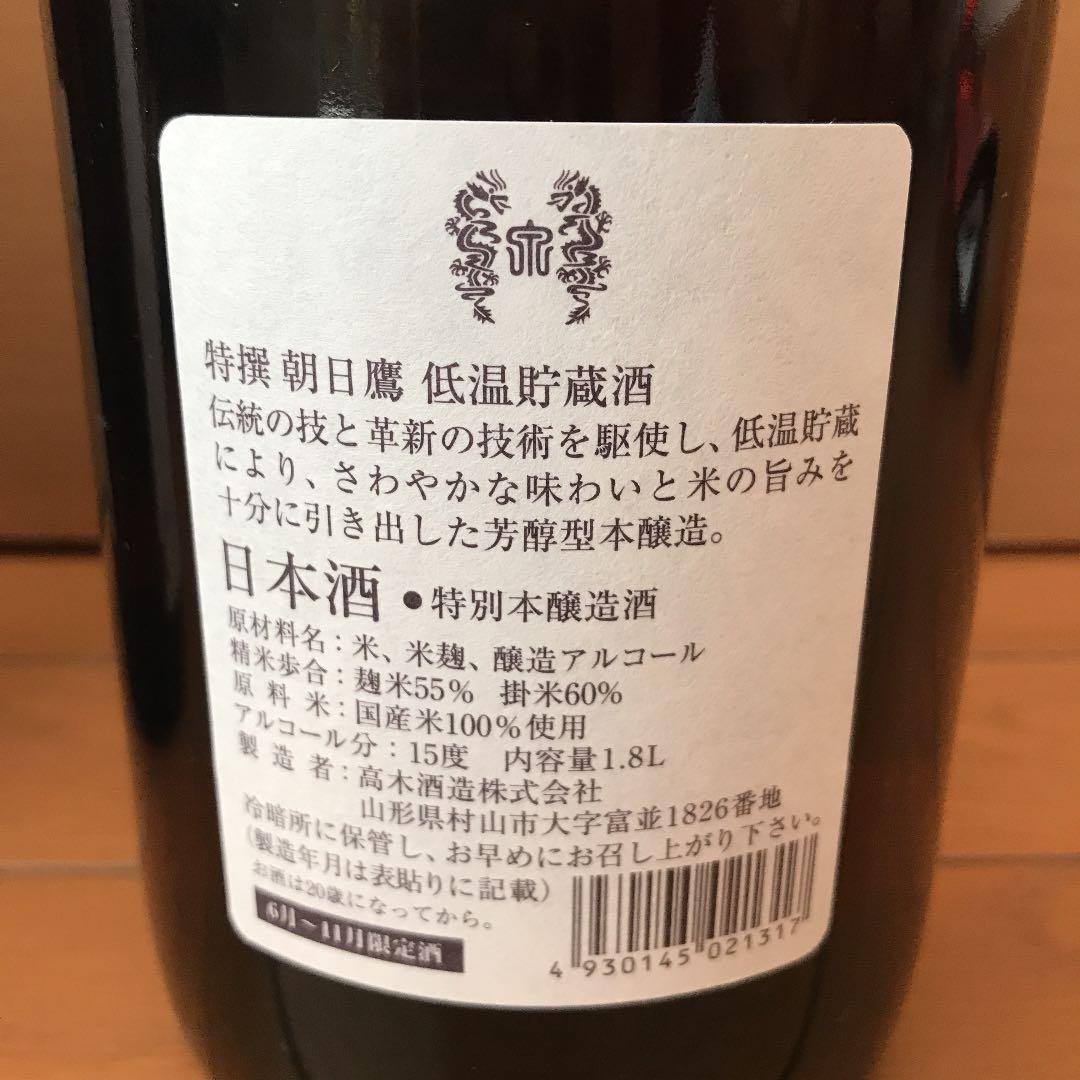 特撰 朝日鷹 低温貯蔵酒
伝統の技と革新の技術を駆使し、低温貯蔵
により、さわやかな味わいと米の旨みを
十分に引き出した芳醇型本醸造。
日本酒 ●特別本醸造酒
原材料名：米、米麹、醸造アルコール
精米歩合：麹米55% 掛米60%
原料米：国産米100%使用
アルコール分：15度 内容量1.8L
製造者：高木酒造株式会社
山形県村山市大字富並1826番地
冷暗所に保管し、お早めにお召し上がり下さい。
(製造年月は表貼りに記載)
お酒は20歳になってから。
6月～11月限定酒
4 930145 021317